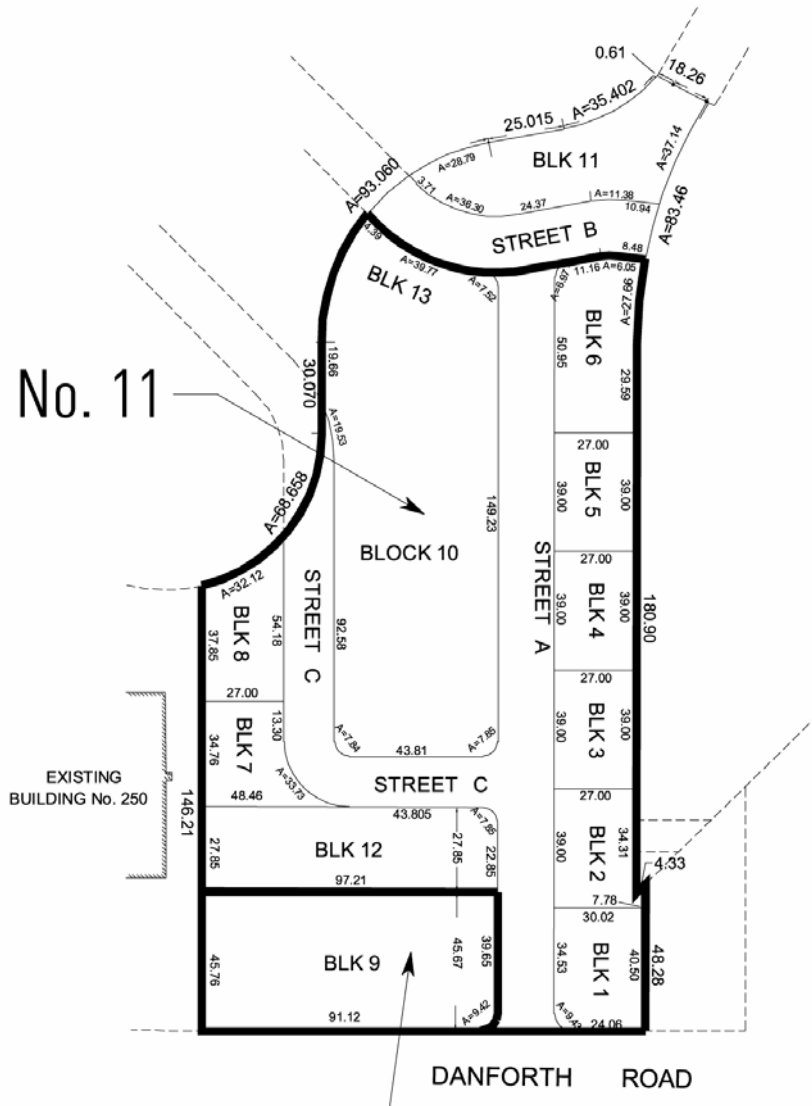 0.61
18.26
A=35.402
25.015
A=28.79
BLK 11
A=37.14
A=93.060
3.71
A=36.30
24.37
A=11.38
10.94
A=83.46
4.39
STREET B
8.48
A=39.77
BLK 13
A=7.52
A=6.97
11.16
A=6.05
A=27.66
BLK 6
50.95
29.59
19.66
30.070
No. 11
A=19.53
27.00
BLK 5
39.00
39.00
A=68.658
149.23
BLOCK 10
STREET A
27.00
A=32.12
STREET C
BLK 4
39.00
39.00
180.90
BLK 8
37.85
54.18
92.58
27.00
27.00
BLK 3
39.00
39.00
BLK 7
34.76
13.30
A=7.84
43.81
A=7.85
EXISTING
BUILDING No. 250
146.21
A=33.73
STREET C
27.00
48.46
43.805
A=7.85
BLK 2
39.00
34.31
BLK 12
27.85
27.85
22.85
4.33
97.21
7.78
30.02
BLK 9
45.76
45.67
39.65
34.53
BLK 1
40.50
48.28
91.12
A=9.42
A=9.43
24.06
DANFORTH ROAD